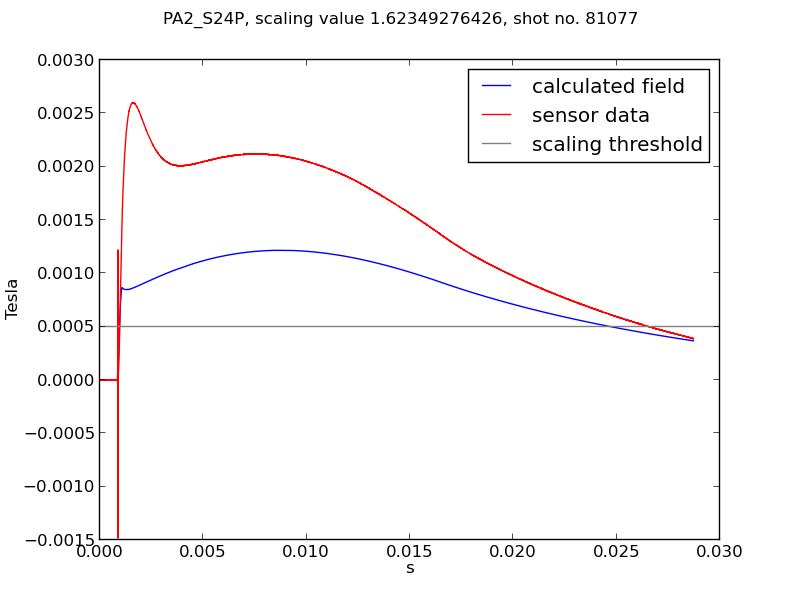 PA2_S24P, scaling value 1.62349276426, shot no. 81077
calculated field
sensor data
scaling threshold
0.0030
0.0025
0.0020
0.0015
0.0010
0.0005
0.0000
−0.0005
−0.0010
−0.0015
Tesla
0.000
0.005
0.010
0.015
0.020
0.025
0.030
s